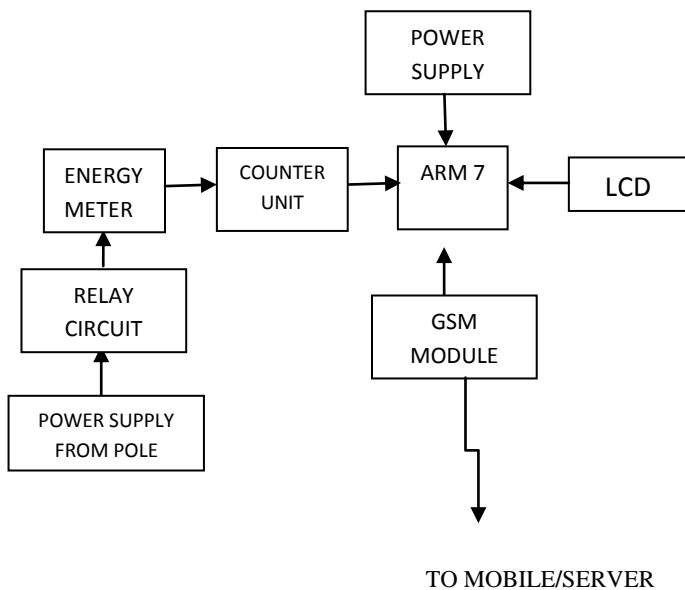 POWER
SUPPLY
ENERGY
METER
COUNTER
UNIT
ARM 7
LCD
RELAY
CIRCUIT
GSM
MODULE
POWER SUPPLY
FROM POLE
TO MOBILE/SERVER